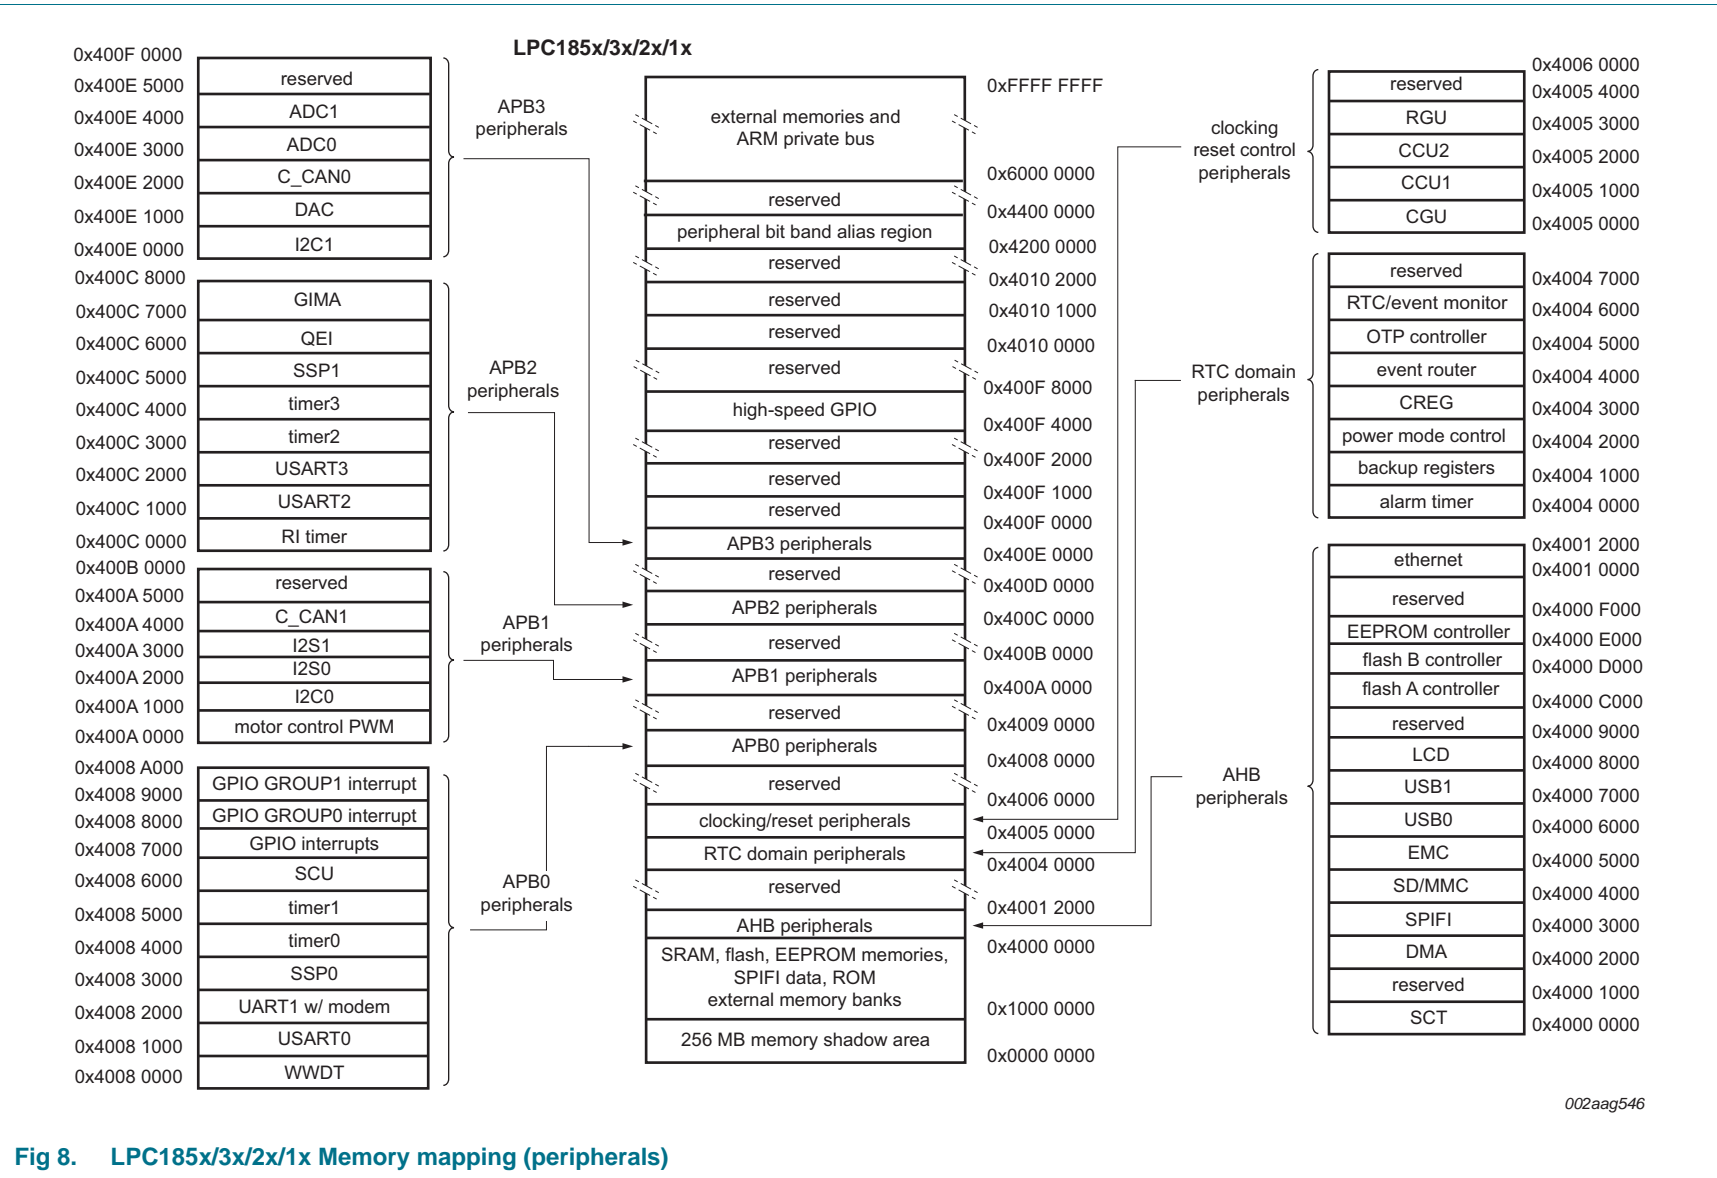 LPC185x/3x/2x/1x
0x400F 0000
reserved
0x400E 5000
ADC1
0x400E 4000
ADC0
0x400E 3000
C_CAN0
0x400E 2000
DAC
0x400E 1000
I2C1
0x400E 0000
APB3
peripherals
0x400C 8000
GIMA
0x400C 7000
QEI
0x400C 6000
SSP1
0x400C 5000
timer3
0x400C 4000
timer2
0x400C 3000
USART3
0x400C 2000
USART2
0x400C 1000
RI timer
0x400C 0000
APB2
peripherals
0x400B 0000
reserved
0x400A 5000
C_CAN1
0x400A 4000
I2S1
0x400A 3000
I2S0
0x400A 2000
I2C0
0x400A 1000
motor control PWM
0x400A 0000
APB1
peripherals
0x4008 A000
GPIO GROUP1 interrupt
0x4008 9000
GPIO GROUP0 interrupt
0x4008 8000
GPIO interrupts
0x4008 7000
SCU
0x4008 6000
timer1
0x4008 5000
timer0
0x4008 4000
SSP0
0x4008 3000
UART1 w/ modem
0x4008 2000
USART0
0x4008 1000
WWDT
0x4008 0000
APB0
peripherals
0xFFFF FFFF
external memories and
ARM private bus
0x6000 0000
reserved
0x4400 0000
peripheral bit band alias region
0x4200 0000
reserved
0x4010 2000
reserved
0x4010 1000
reserved
0x4010 0000
reserved
0x400F 8000
high-speed GPIO
0x400F 4000
reserved
0x400F 2000
reserved
0x400F 1000
reserved
0x400F 0000
APB3 peripherals
0x400E 0000
reserved
0x400D 0000
APB2 peripherals
0x400C 0000
reserved
0x400B 0000
APB1 peripherals
0x400A 0000
reserved
0x4009 0000
APB0 peripherals
0x4008 0000
reserved
0x4006 0000
clocking/reset peripherals
0x4005 0000
RTC domain peripherals
0x4004 0000
reserved
0x4001 2000
AHB peripherals
0x4000 0000
SRAM, flash, EEPROM memories,
SPIFI data, ROM
external memory banks
0x1000 0000
256 MB memory shadow area
0x0000 0000
clocking
reset control
peripherals
0x4006 0000
reserved
0x4005 4000
RGU
0x4005 3000
CCU2
0x4005 2000
CCU1
0x4005 1000
CGU
0x4005 0000
RTC domain
peripherals
reserved
0x4004 7000
RTC/event monitor
0x4004 6000
OTP controller
0x4004 5000
event router
0x4004 4000
CREG
0x4004 3000
power mode control
0x4004 2000
backup registers
0x4004 1000
alarm timer
0x4004 0000
AHB
peripherals
0x4001 2000
ethernet
0x4001 0000
reserved
0x4000 F000
EEPROM controller
0x4000 E000
flash B controller
0x4000 D000
flash A controller
0x4000 C000
reserved
0x4000 9000
LCD
0x4000 8000
USB1
0x4000 7000
USB0
0x4000 6000
EMC
0x4000 5000
SD/MMC
0x4000 4000
SPIFI
0x4000 3000
DMA
0x4000 2000
reserved
0x4000 1000
SCT
0x4000 0000
002aag546
Fig 8. LPC185x/3x/2x/1x Memory mapping (peripherals)